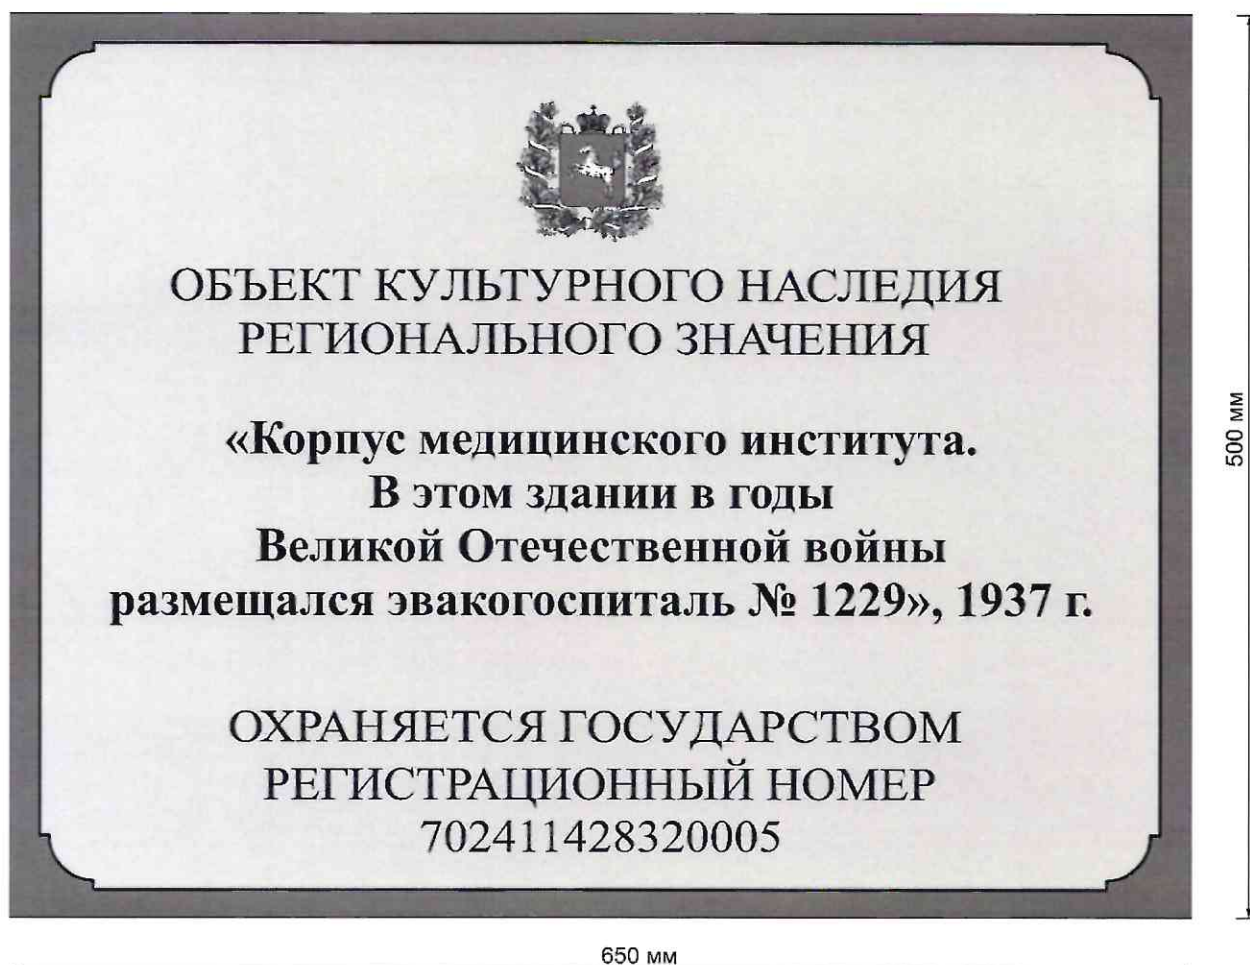 ОБЪЕКТ КУЛЬТУРНОГО НАСЛЕДИЯ
РЕГИОНАЛЬНОГО ЗНАЧЕНИЯ
«Корпус медицинского института.
В этом здании в годы
Великой Отечественной войны
размещался эвакогоспиталь № 1229», 1937 г.
ОХРАНЯЕТСЯ ГОСУДАРСТВОМ
РЕГИСТРАЦИОННЫЙ НОМЕР
702411428320005
500 мм
650 мм